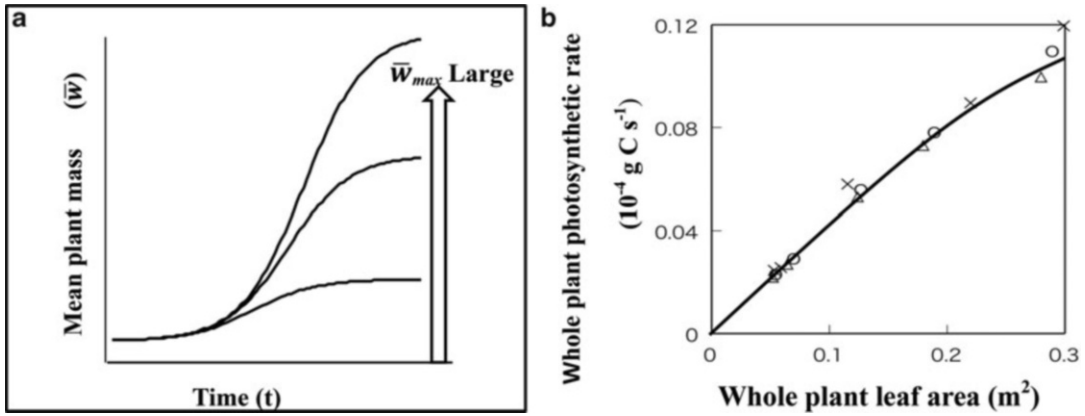 a
Mean plant mass (w̅)
w̅max Large
Time (t)
b
Whole plant photosynthetic rate
(10⁻⁴ g C s⁻¹)
0.12
0.08
0.04
0
0 0.1 0.2 0.3
Whole plant leaf area (m²)